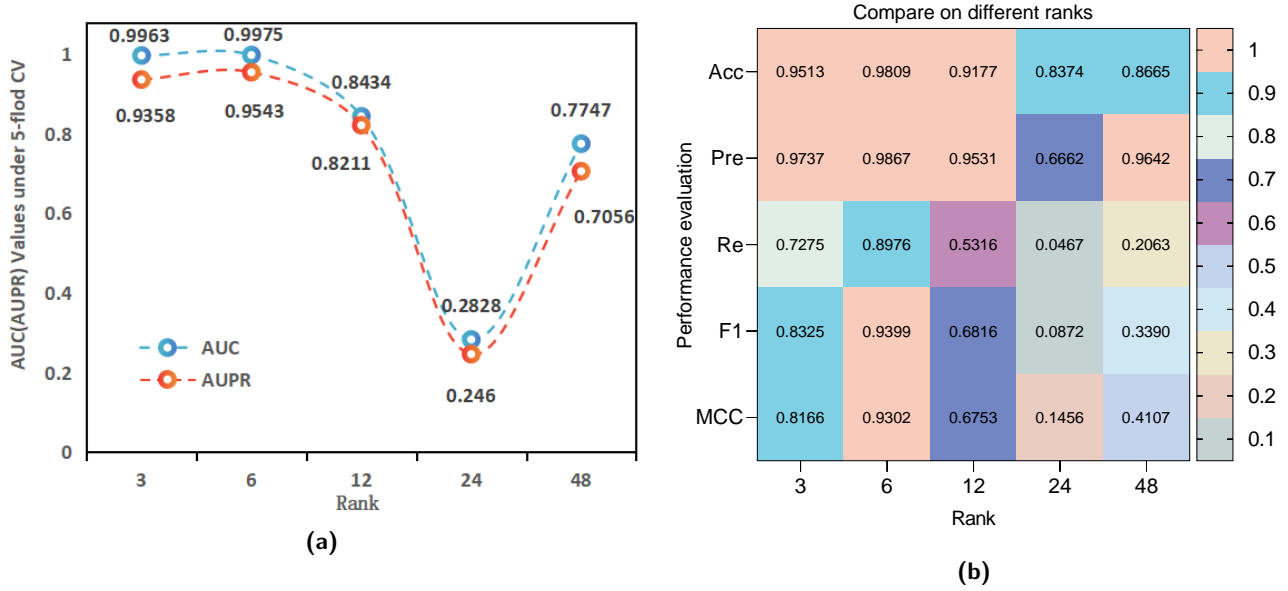 AUC(AUPR) Values under 5-flod CV
1
0.8
0.6
0.4
0.2
0
0.9963
0.9975
0.8434
0.7747
0.9358
0.9543
0.8211
0.7056
0.2828
0.246
AUC
AUPR
3 6 12 24 48
Rank
(a)
Compare on different ranks
Performance evaluation
Acc 0.9513 0.9809 0.9177 0.8374 0.8665
Pre 0.9737 0.9867 0.9531 0.6662 0.9642
Re 0.7275 0.8976 0.5316 0.0467 0.2063
F1 0.8325 0.9399 0.6816 0.0872 0.3390
MCC 0.8166 0.9302 0.6753 0.1456 0.4107
3 6 12 24 48
Rank
1
0.9
0.8
0.7
0.6
0.5
0.4
0.3
0.2
0.1
(b)